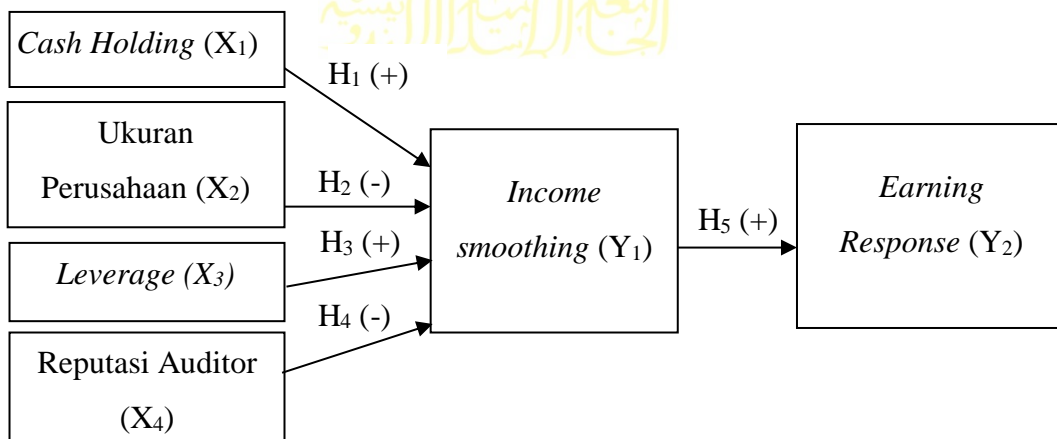 Cash Holding (X₁)
H₁ (+)
Ukuran
Perusahaan (X₂)
H₂ (-)
Leverage (X₃)
H₃ (+)
Reputasi Auditor
(X₄)
H₄ (-)
Income
smoothing (Y₁)
H₅ (+)
Earning
Response (Y₂)